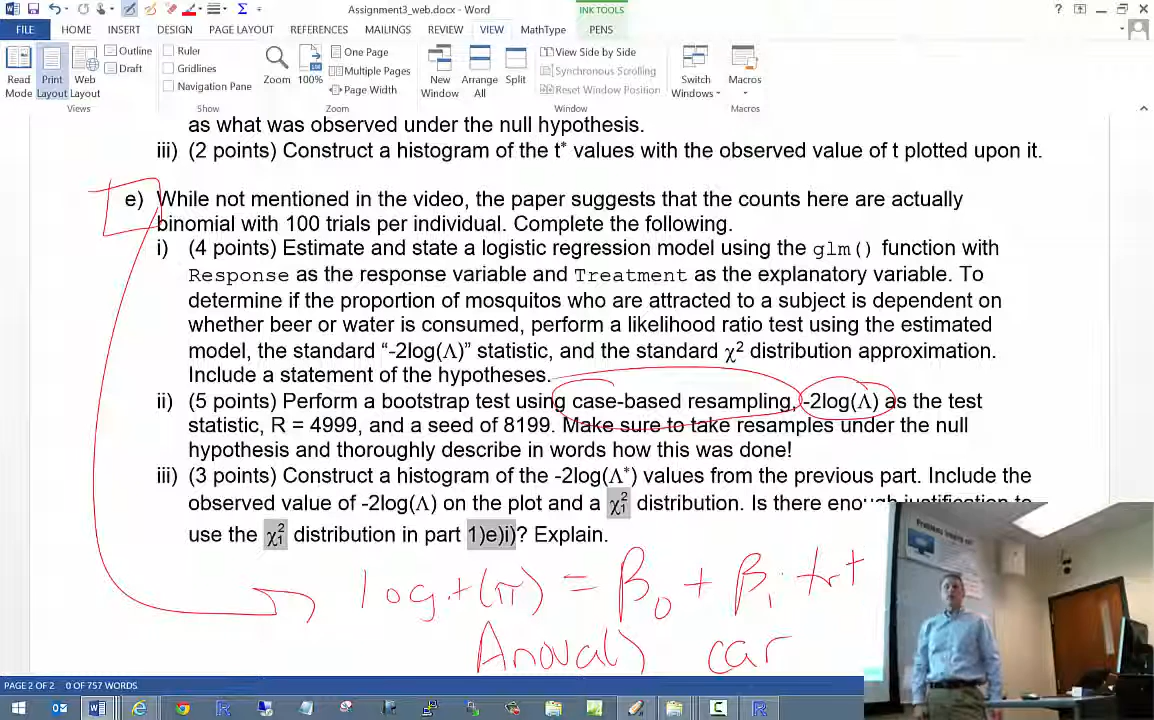 Assignment3_web.docx - Word
INK TOOLS
FILE HOME INSERT DESIGN PAGE LAYOUT REFERENCES MAILINGS REVIEW VIEW MathType PENS
Read Mode
Print Layout
Web Layout
Outline
Draft
Views
Ruler
Gridlines
Navigation Pane
Show
Zoom
100%
One Page
Multiple Pages
Page Width
Zoom
New Window
Arrange All
Split
View Side by Side
Synchronous Scrolling
Reset Window Position
Window
Switch Windows
Macros
Macros
as what was observed under the null hypothesis.
iii) (2 points) Construct a histogram of the t* values with the observed value of t plotted upon it.
e) While not mentioned in the video, the paper suggests that the counts here are actually
binomial with 100 trials per individual. Complete the following.
i) (4 points) Estimate and state a logistic regression model using the glm() function with
Response as the response variable and Treatment as the explanatory variable. To
determine if the proportion of mosquitos who are attracted to a subject is dependent on
whether beer or water is consumed, perform a likelihood ratio test using the estimated
model, the standard “-2log(Λ)” statistic, and the standard χ² distribution approximation.
Include a statement of the hypotheses.
ii) (5 points) Perform a bootstrap test using case-based resampling, -2log(Λ) as the test
statistic, R = 4999, and a seed of 8199. Make sure to take resamples under the null
hypothesis and thoroughly describe in words how this was done!
iii) (3 points) Construct a histogram of the -2log(Λ*) values from the previous part. Include the
observed value of -2log(Λ) on the plot and a χ₁² distribution. Is there enough justification to
use the χ₁² distribution in part 1)e)i)? Explain.
logit(π) = β₀ + β₁ trt
Anova() car
PAGE 2 OF 2 0 OF 757 WORDS